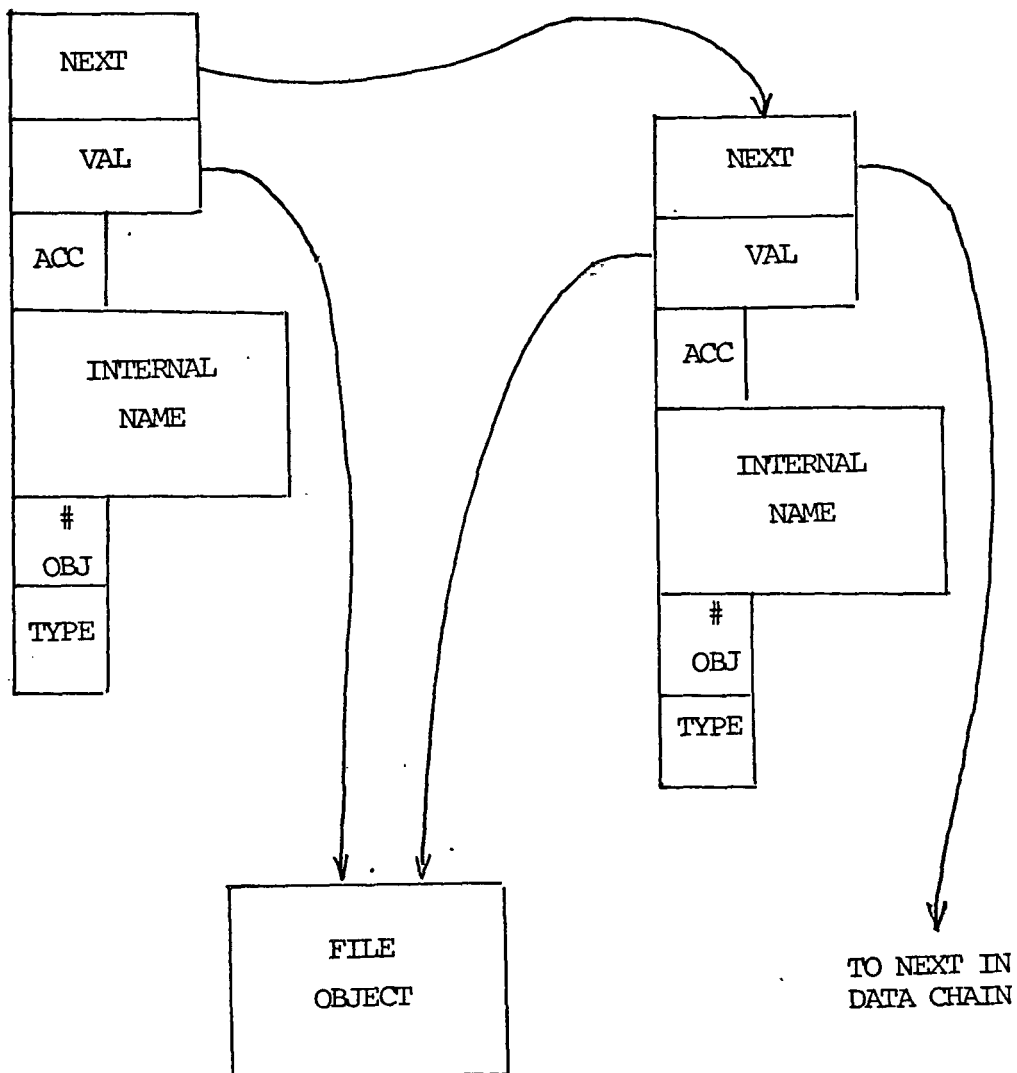 NEXT
VAL
ACC
INTERNAL
NAME
#
OBJ
TYPE
NEXT
VAL
ACC
INTERNAL
NAME
#
OBJ
TYPE
FILE
OBJECT
TO NEXT IN
DATA CHAIN